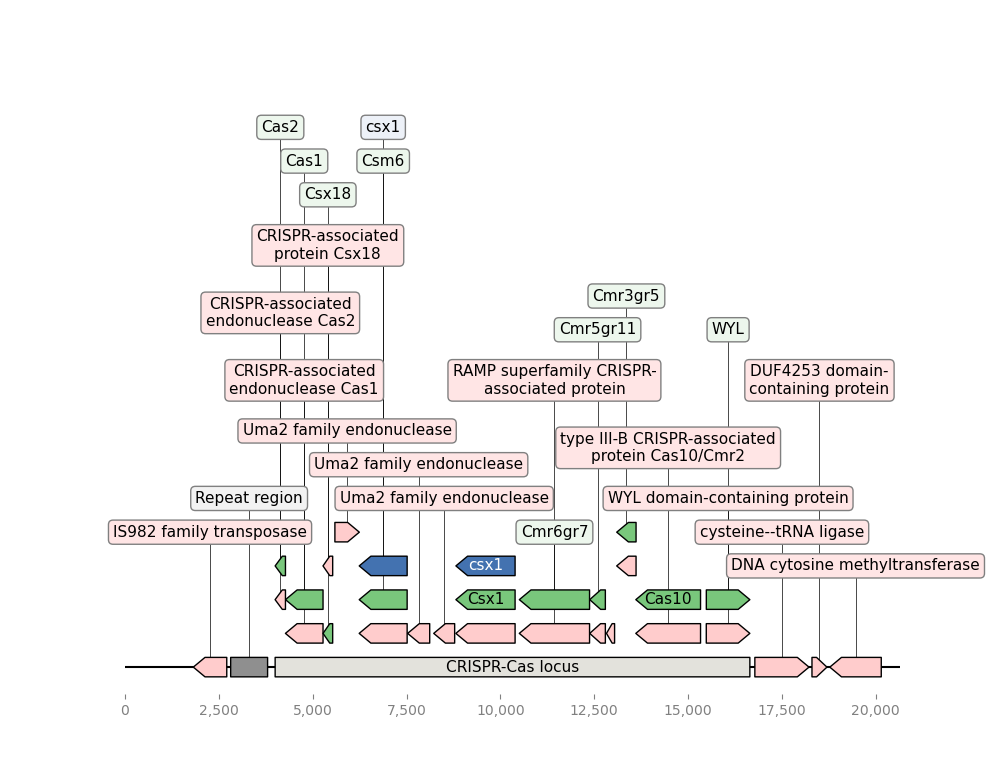 Cas2
csx1
Cas1
Csm6
Csx18
CRISPR-associated
protein Csx18
CRISPR-associated
endonuclease Cas2
Cmr3gr5
Cmr5gr11
WYL
CRISPR-associated
endonuclease Cas1
RAMP superfamily CRISPR-
associated protein
DUF4253 domain-
containing protein
Uma2 family endonuclease
type III-B CRISPR-associated
protein Cas10/Cmr2
Uma2 family endonuclease
Repeat region
Uma2 family endonuclease
WYL domain-containing protein
IS982 family transposase
Cmr6gr7
cysteine--tRNA ligase
csx1
DNA cytosine methyltransferase
Csx1
Cas10
CRISPR-Cas locus
0
2,500
5,000
7,500
10,000
12,500
15,000
17,500
20,000